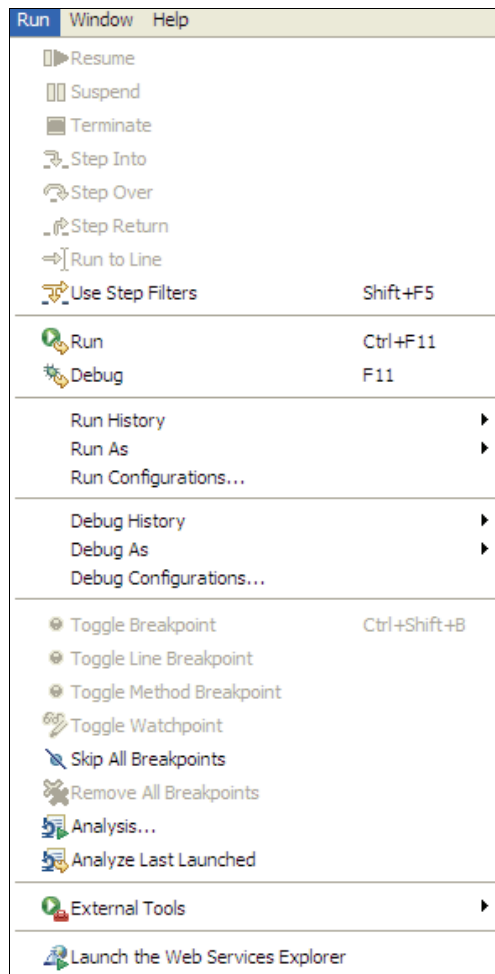 Run Window Help
Resume
Suspend
Terminate
Step Into
Step Over
Step Return
Run to Line
Use Step Filters Shift+F5
Run Ctrl+F11
Debug F11
Run History
Run As
Run Configurations...
Debug History
Debug As
Debug Configurations...
Toggle Breakpoint Ctrl+Shift+B
Toggle Line Breakpoint
Toggle Method Breakpoint
Toggle Watchpoint
Skip All Breakpoints
Remove All Breakpoints
Analysis...
Analyze Last Launched
External Tools
Launch the Web Services Explorer